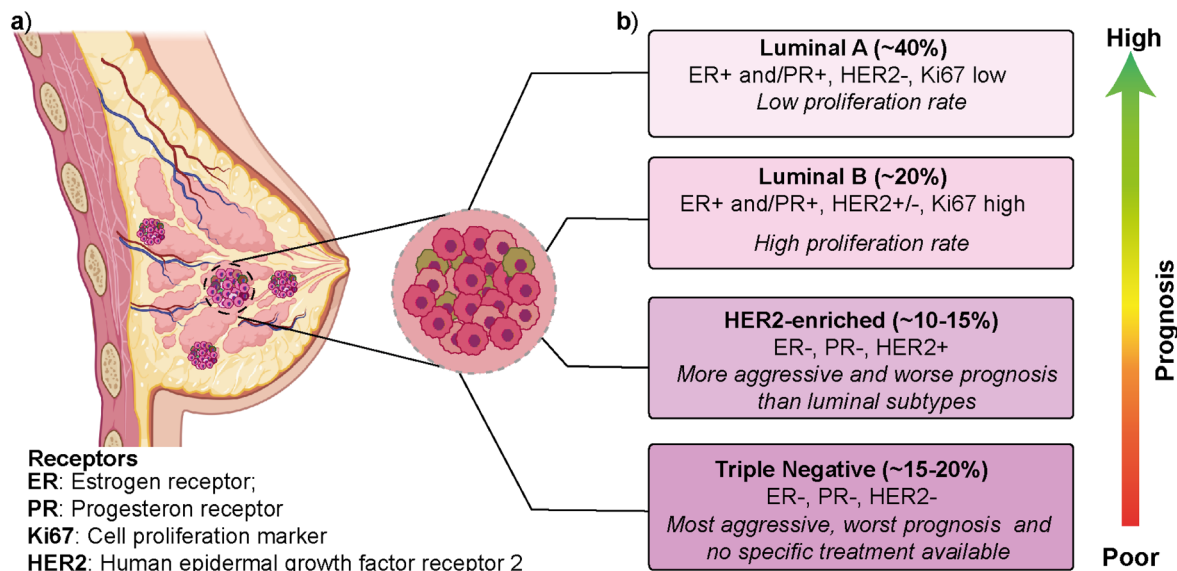 a)
Receptors
ER: Estrogen receptor;
PR: Progesteron receptor
Ki67: Cell proliferation marker
HER2: Human epidermal growth factor receptor 2
b)
Luminal A (~40%)
ER+ and/PR+, HER2-, Ki67 low
Low proliferation rate
Luminal B (~20%)
ER+ and/PR+, HER2+/-, Ki67 high
High proliferation rate
HER2-enriched (~10-15%)
ER-, PR-, HER2+
More aggressive and worse prognosis
than luminal subtypes
Triple Negative (~15-20%)
ER-, PR-, HER2-
Most aggressive, worst prognosis and
no specific treatment available
High
Prognosis
Poor